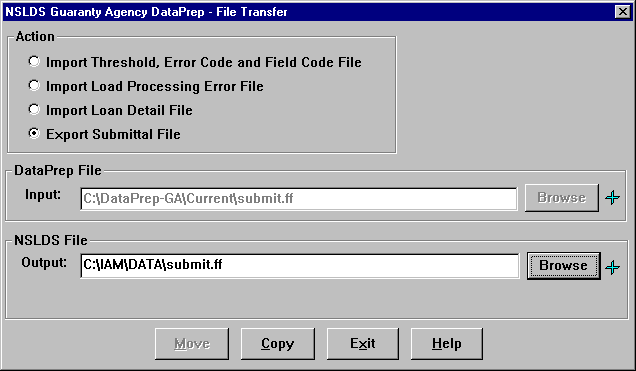 NSLDS Guaranty Agency DataPrep - File Transfer
Action
Import Threshold, Error Code and Field Code File
Import Load Processing Error File
Import Loan Detail File
Export Submittal File
DataPrep File
Input: C:\DataPrep-GA\Current\submit.ff Browse
NSLDS File
Output: C:\IAM\DATA\submit.ff Browse
Move Copy Exit Help